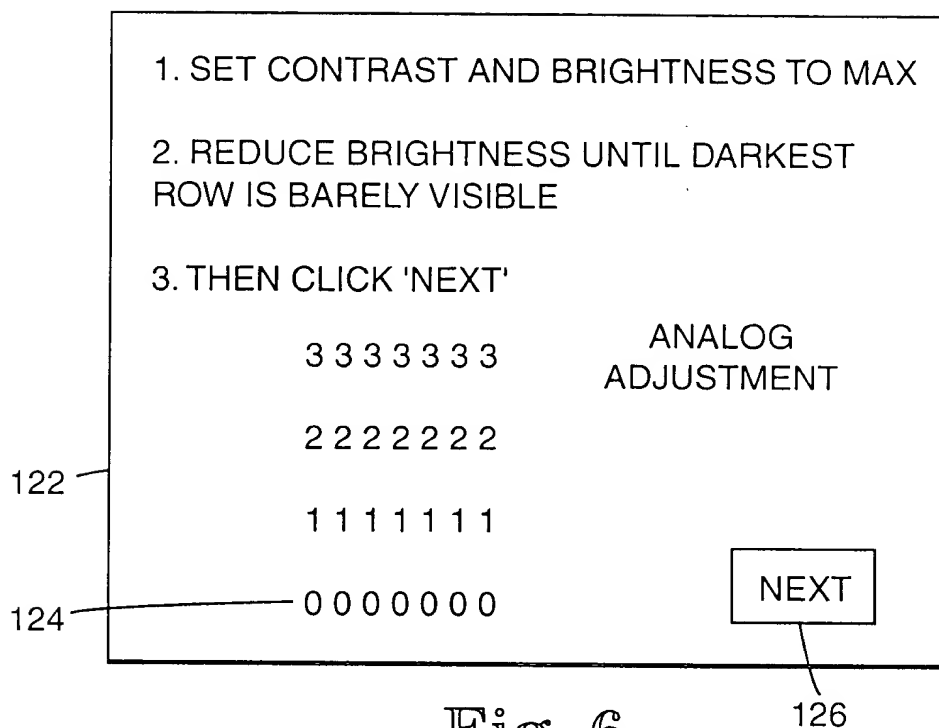 1. SET CONTRAST AND BRIGHTNESS TO MAX
2. REDUCE BRIGHTNESS UNTIL DARKEST
ROW IS BARELY VISIBLE
3. THEN CLICK 'NEXT'
ANALOG
ADJUSTMENT
3 3 3 3 3 3 3
2 2 2 2 2 2 2
122
1 1 1 1 1 1 1
NEXT
124
0 0 0 0 0 0 0
126
Fig. 6